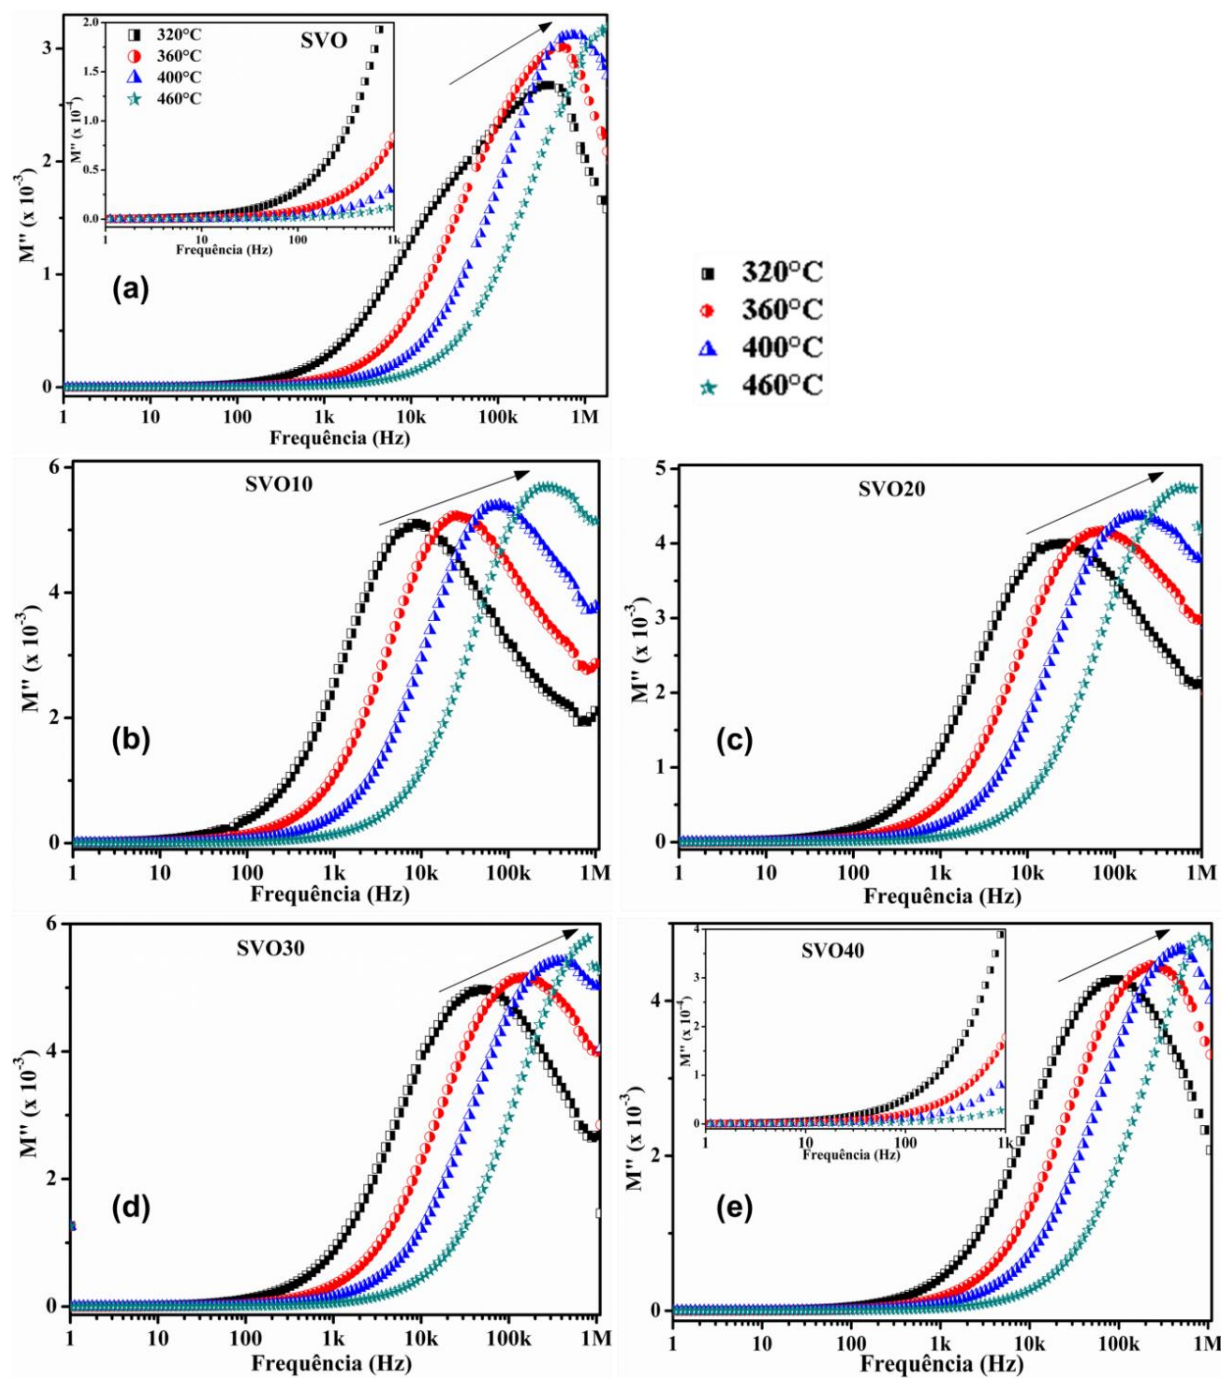 SVO
320°C
360°C
400°C
460°C
2.0
1.5
1.0
0.5
0.0
M" (x 10⁻⁴)
1 10 100 1k
Frequência (Hz)
3
2
1
0
M" (x 10⁻³)
(a)
1 10 100 1k 10k 100k 1M
Frequência (Hz)
320°C
360°C
400°C
460°C
SVO10
6
4
2
0
M" (x 10⁻³)
(b)
1 10 100 1k 10k 100k 1M
Frequência (Hz)
SVO20
5
4
3
2
1
0
M" (x 10⁻³)
(c)
1 10 100 1k 10k 100k 1M
Frequência (Hz)
SVO30
6
4
2
0
M" (x 10⁻³)
(d)
1 10 100 1k 10k 100k 1M
Frequência (Hz)
SVO40
4
3
2
1
0
M" (x 10⁻⁴)
1 10 100 1k
Frequência (Hz)
4
2
0
M" (x 10⁻³)
(e)
1 10 100 1k 10k 100k 1M
Frequência (Hz)